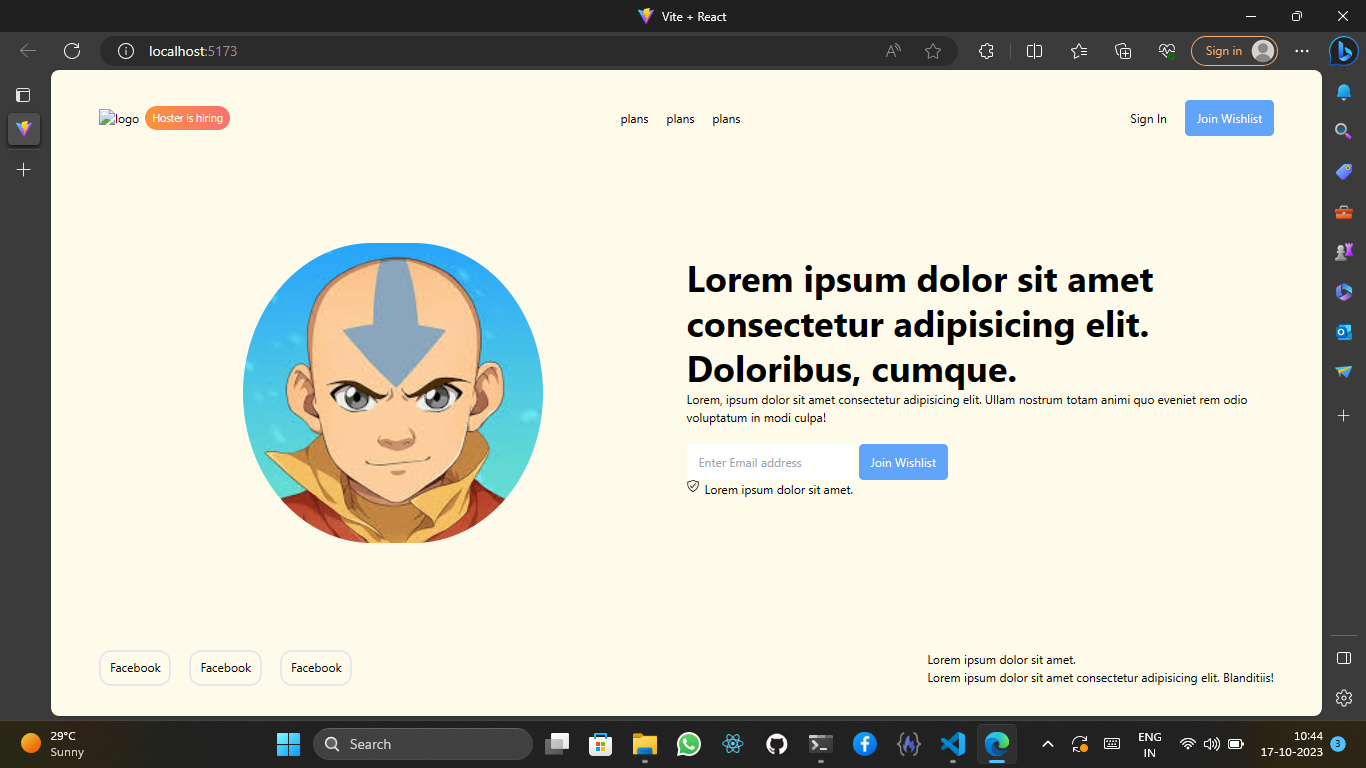 Vite + React
localhost:5173
Sign in
logo
Hoster is hiring
plans
plans
plans
Sign In
Join Wishlist
Lorem ipsum dolor sit amet
consectetur adipisicing elit.
Doloribus, cumque.
Lorem, ipsum dolor sit amet consectetur adipisicing elit. Ullam nostrum totam animi quo eveniet rem odio
voluptatum in modi culpa!
Enter Email address
Join Wishlist
Lorem ipsum dolor sit amet.
Facebook
Facebook
Facebook
Lorem ipsum dolor sit amet.
Lorem ipsum dolor sit amet consectetur adipisicing elit. Blanditiis!
29°C
Sunny
Search
ENG
IN
10:44
17-10-2023
3